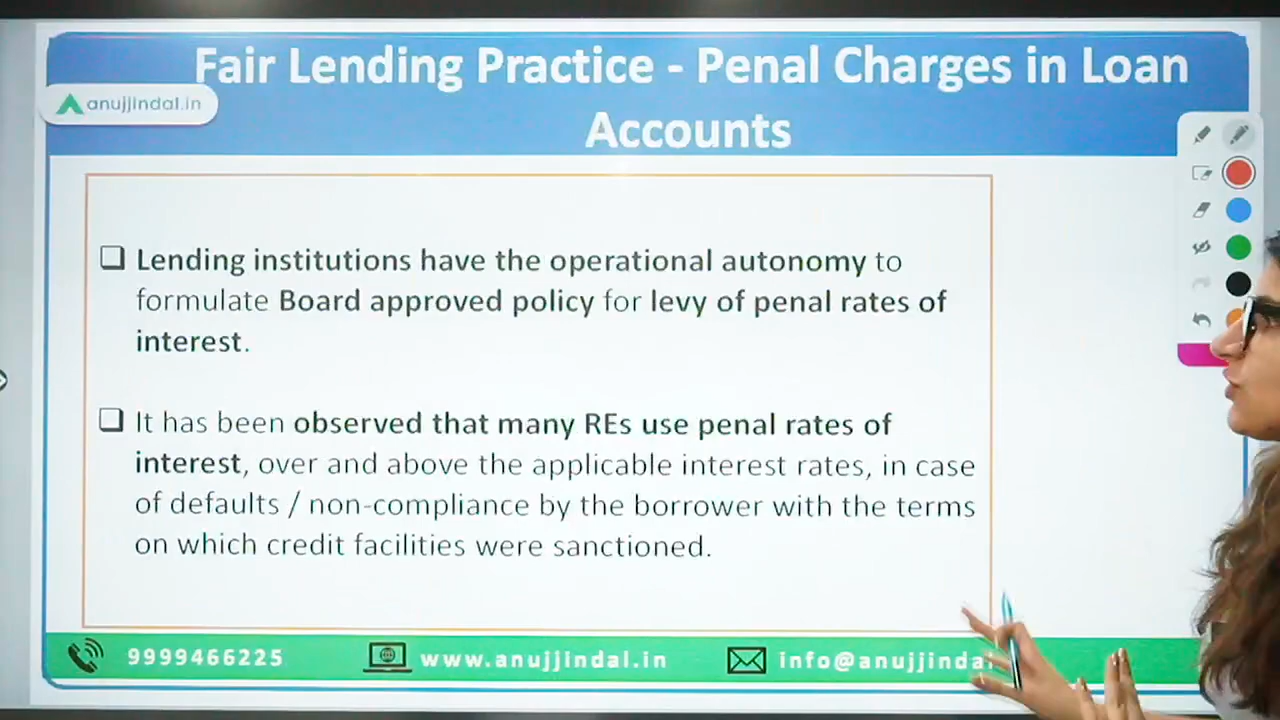 Fair Lending Practice - Penal Charges in Loan
Accounts
anujjindal.in
Lending institutions have the operational autonomy to
formulate Board approved policy for levy of penal rates of
interest.
It has been observed that many REs use penal rates of
interest, over and above the applicable interest rates, in case
of defaults / non-compliance by the borrower with the terms
on which credit facilities were sanctioned.
9999466225
www.anujjindal.in
info@anujjinda